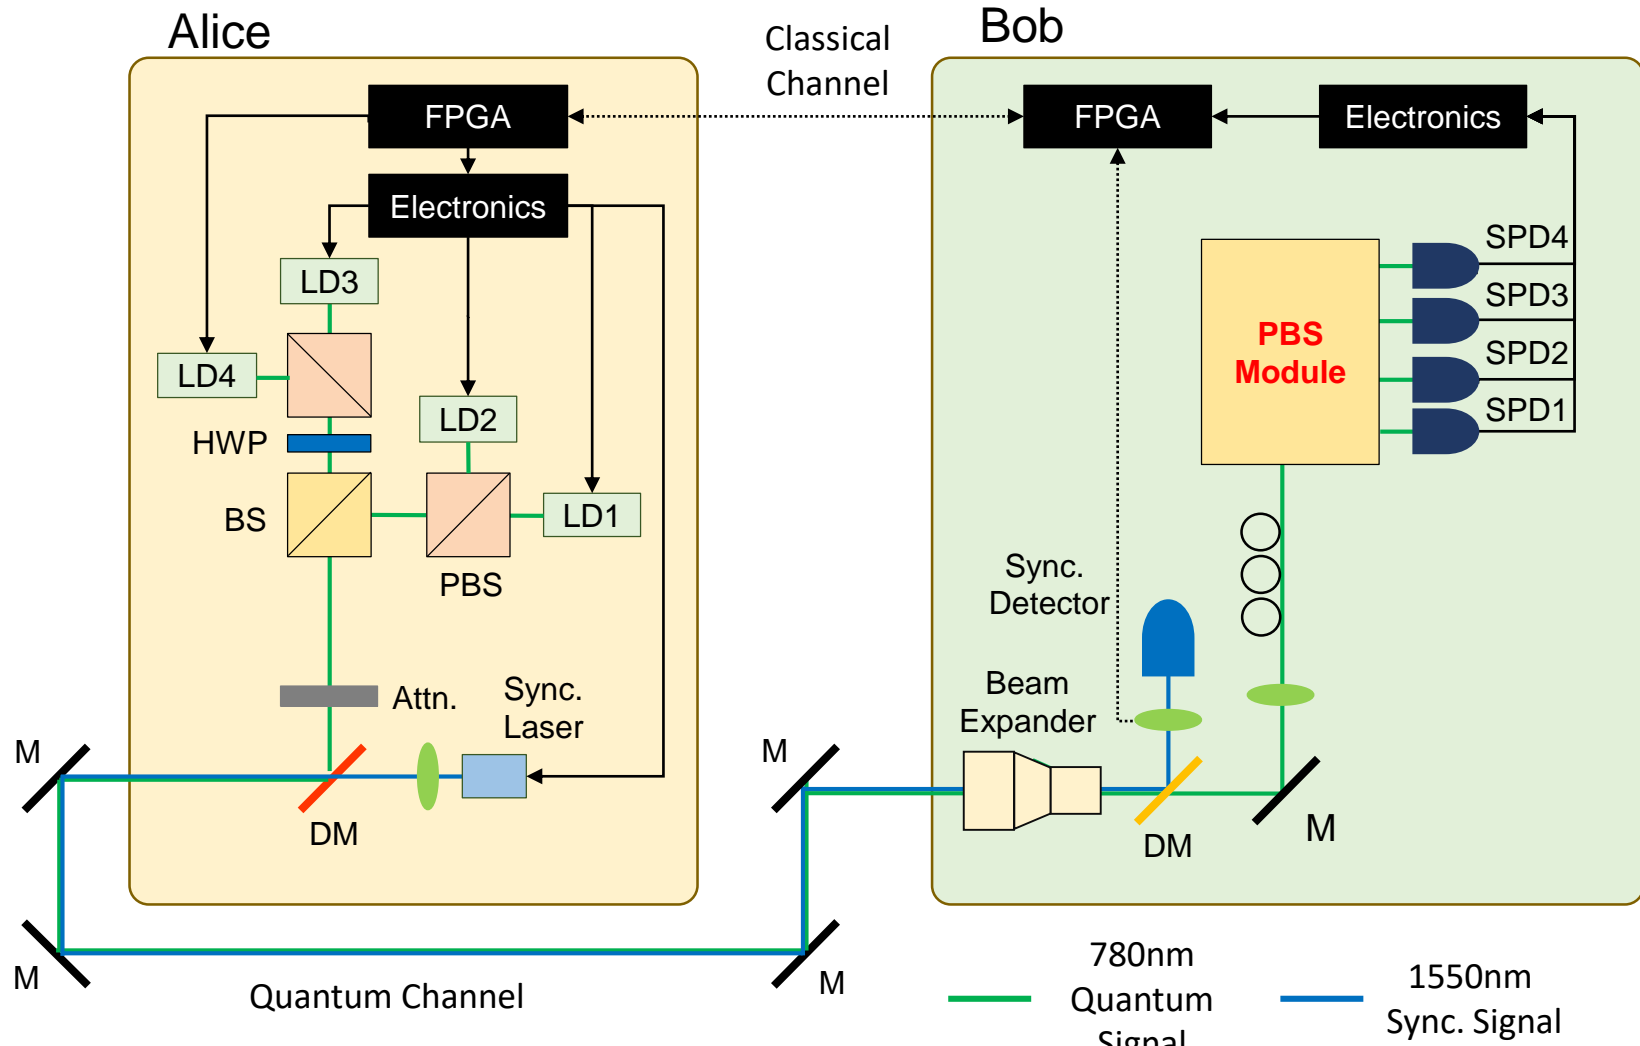 Alice
Classical
Channel
Bob
FPGA
FPGA
Electronics
Electronics
LD3
LD4
LD2
HWP
BS
LD1
PBS
PBS
Module
SPD4
SPD3
SPD2
SPD1
Sync.
Detector
Attn.
Sync.
Laser
Beam
Expander
M
DM
M
DM
M
M
M
Quantum Channel
780nm
Quantum
Signal
1550nm
Sync. Signal